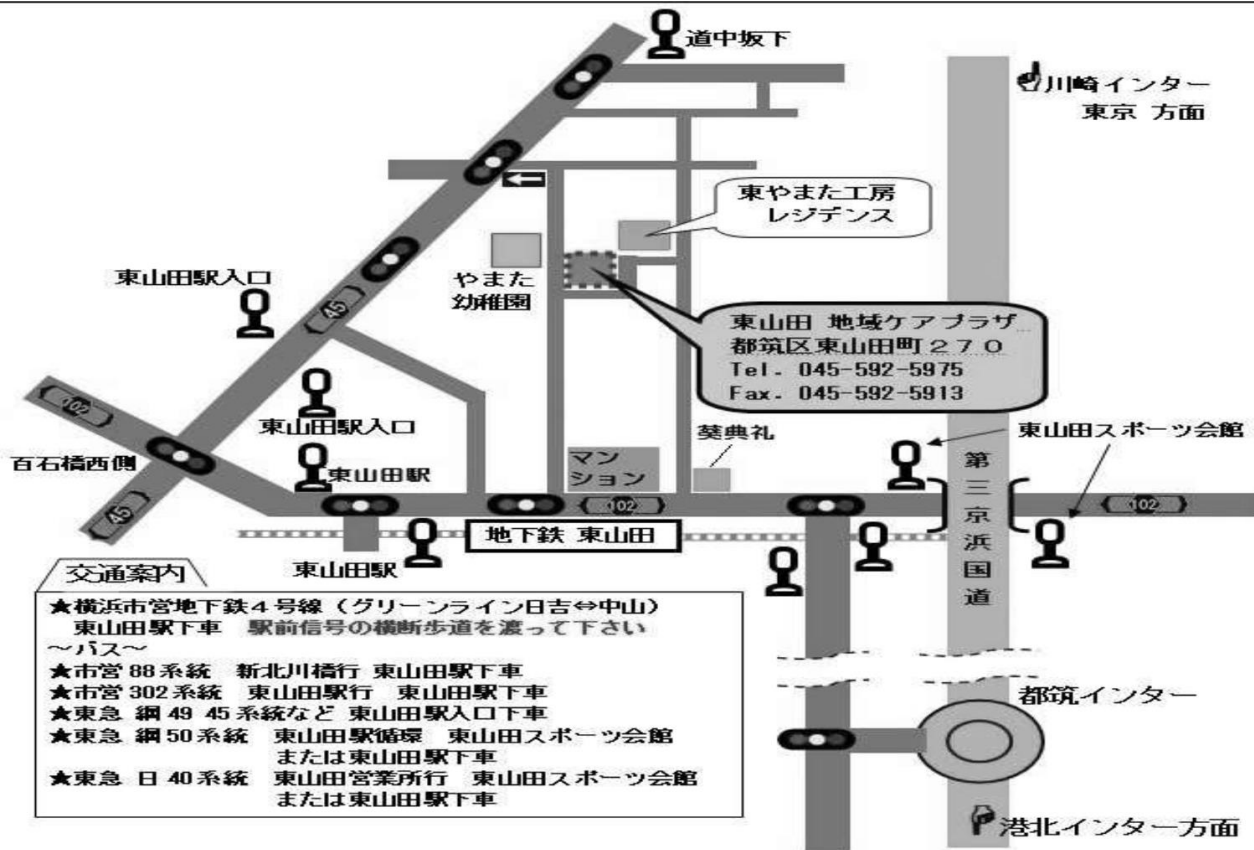 道中坂下
川崎インター
東京 方面
東やまた工房
レジデンス
やまた
幼稚園
東山田駅入口
45
東山田 地域ケアプラザ
都筑区東山田町270
Tel. 045-592-5975
Fax. 045-592-5913
102
東山田駅入口
百石橋西側
東山田駅
45
マン
ション
葵典礼
東山田スポーツ会館
第三京浜国道
102
102
地下鉄 東山田
東山田駅
交通案内
★横浜市営地下鉄4号線(グリーンライン日吉⇔中山)
東山田駅下車 駅前信号の横断歩道を渡って下さい
~バス~
★市営88系統 新北川橋行 東山田駅下車
★市営302系統 東山田駅行 東山田駅下車
★東急 綱49 45系統など 東山田駅入口下車
★東急 綱50系統 東山田駅循環 東山田スポーツ会館
または東山田駅下車
★東急 日40系統 東山田営業所行 東山田スポーツ会館
または東山田駅下車
都筑インター
港北インター方面